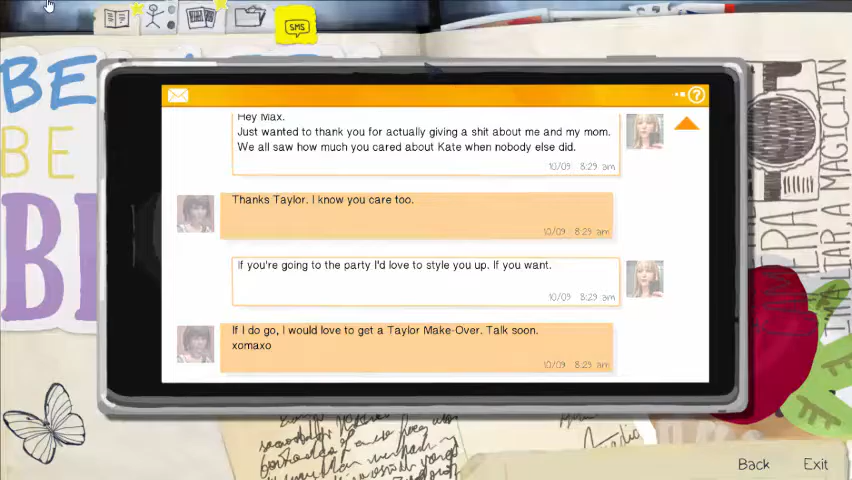 SMS
BE
BE
BE
Hey Max.
Just wanted to thank you for actually giving a shit about me and my mom.
We all saw how much you cared about Kate when nobody else did.
10/09 8:29 am
Thanks Taylor. I know you care too.
10/09 8:29 am
If you're going to the party I'd love to style you up. If you want.
10/09 8:29 am
If I do go, I would love to get a Taylor Make-Over. Talk soon.
xomaxo
10/09 8:29 am
Back
Exit